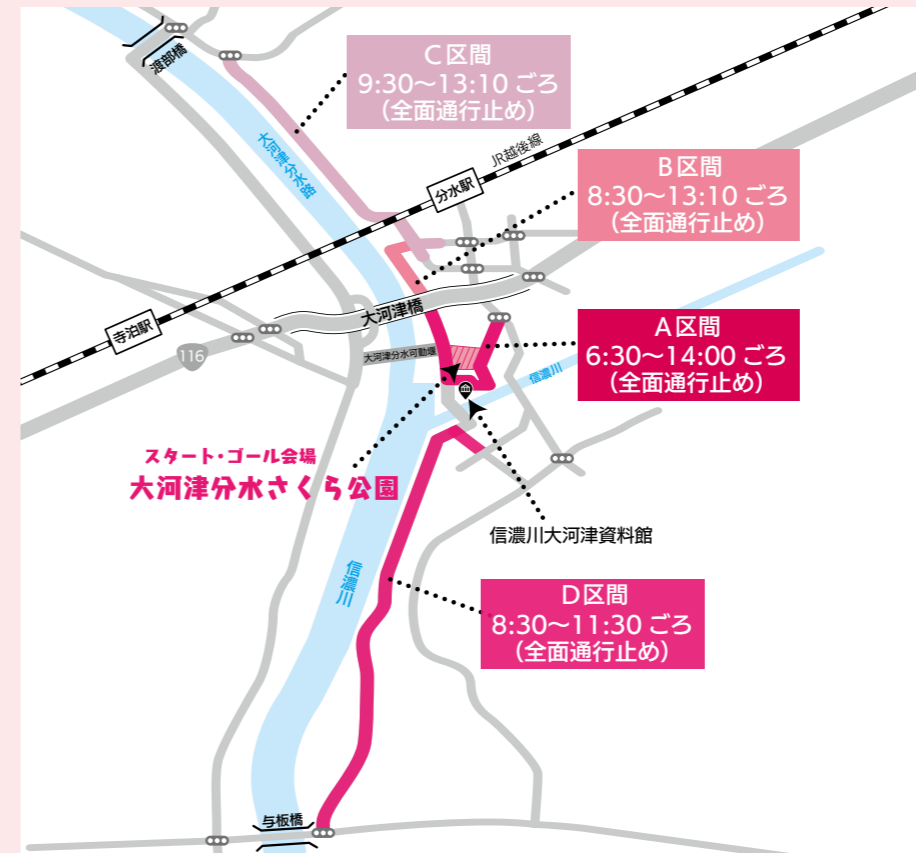 渡部橋
C区間
9:30～13:10 ごろ
（全面通行止め）
大河津分水路
JR越後線
分水駅
B区間
8:30～13:10 ごろ
（全面通行止め）
大河津橋
寺泊駅
116
大河津分水可動堰
A区間
6:30～14:00 ごろ
（全面通行止め）
信濃川
スタート・ゴール会場
大河津分水さくら公園
信濃川大河津資料館
信濃川
D区間
8:30～11:30 ごろ
（全面通行止め）
与板橋